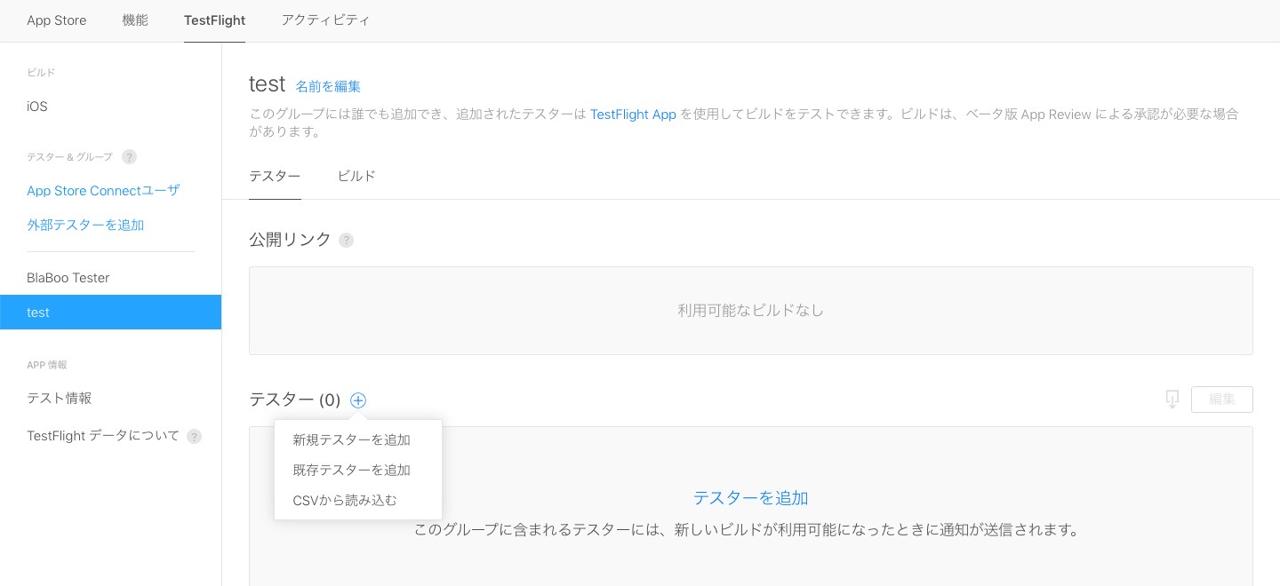 App Store 機能 TestFlight アクティビティ
ビルド
iOS
テスター & グループ ?
App Store Connectユーザ
外部テスターを追加
BlaBoo Tester
test
APP 情報
テスト情報
TestFlight データについて ?
test 名前を編集
このグループには誰でも追加でき、追加されたテスターは TestFlight App を使用してビルドをテストできます。ビルドは、ベータ版 App Review による承認が必要な場合
があります。
テスター ビルド
公開リンク ?
利用可能なビルドなし
テスター (0) 編集
新規テスターを追加
既存テスターを追加
CSVから読み込む
テスターを追加
このグループに含まれるテスターには、新しいビルドが利用可能になったときに通知が送信されます。